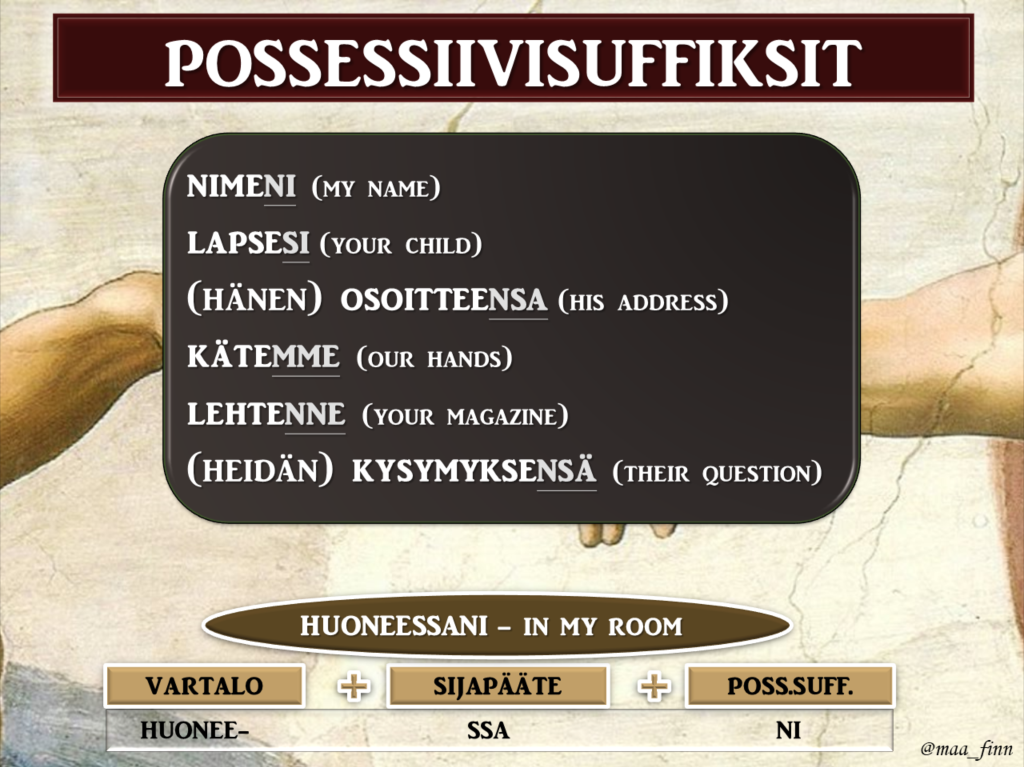 POSSESSIIVISUFFIKSIT
NIMENI (MY NAME)
LAPSESI (YOUR CHILD)
(HÄNEN) OSOITTEENSA (HIS ADDRESS)
KÄTEMME (OUR HANDS)
LEHTENNE (YOUR MAGAZINE)
(HEIDÄN) KYSYMYKSENSÄ (THEIR QUESTION)
HUONEESSANI – IN MY ROOM
VARTALO + SIJAPÄÄTE + POSS.SUFF.
HUONEE- SSA NI
@maa_finn